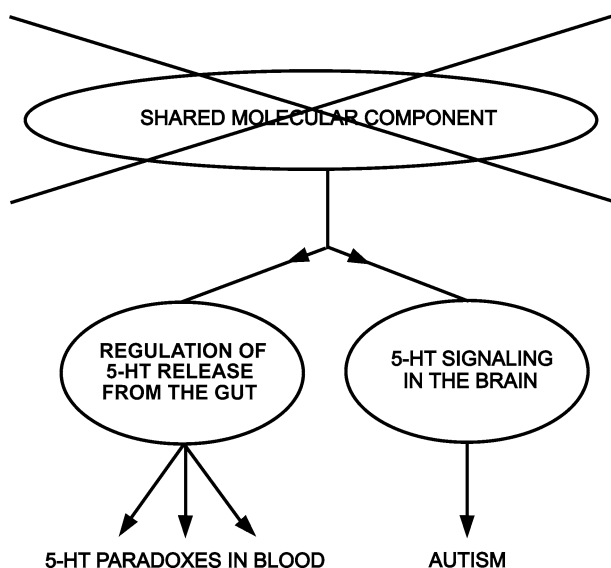 SHARED MOLECULAR COMPONENT
REGULATION OF
5-HT RELEASE
FROM THE GUT
5-HT SIGNALING
IN THE BRAIN
5-HT PARADOXES IN BLOOD
AUTISM